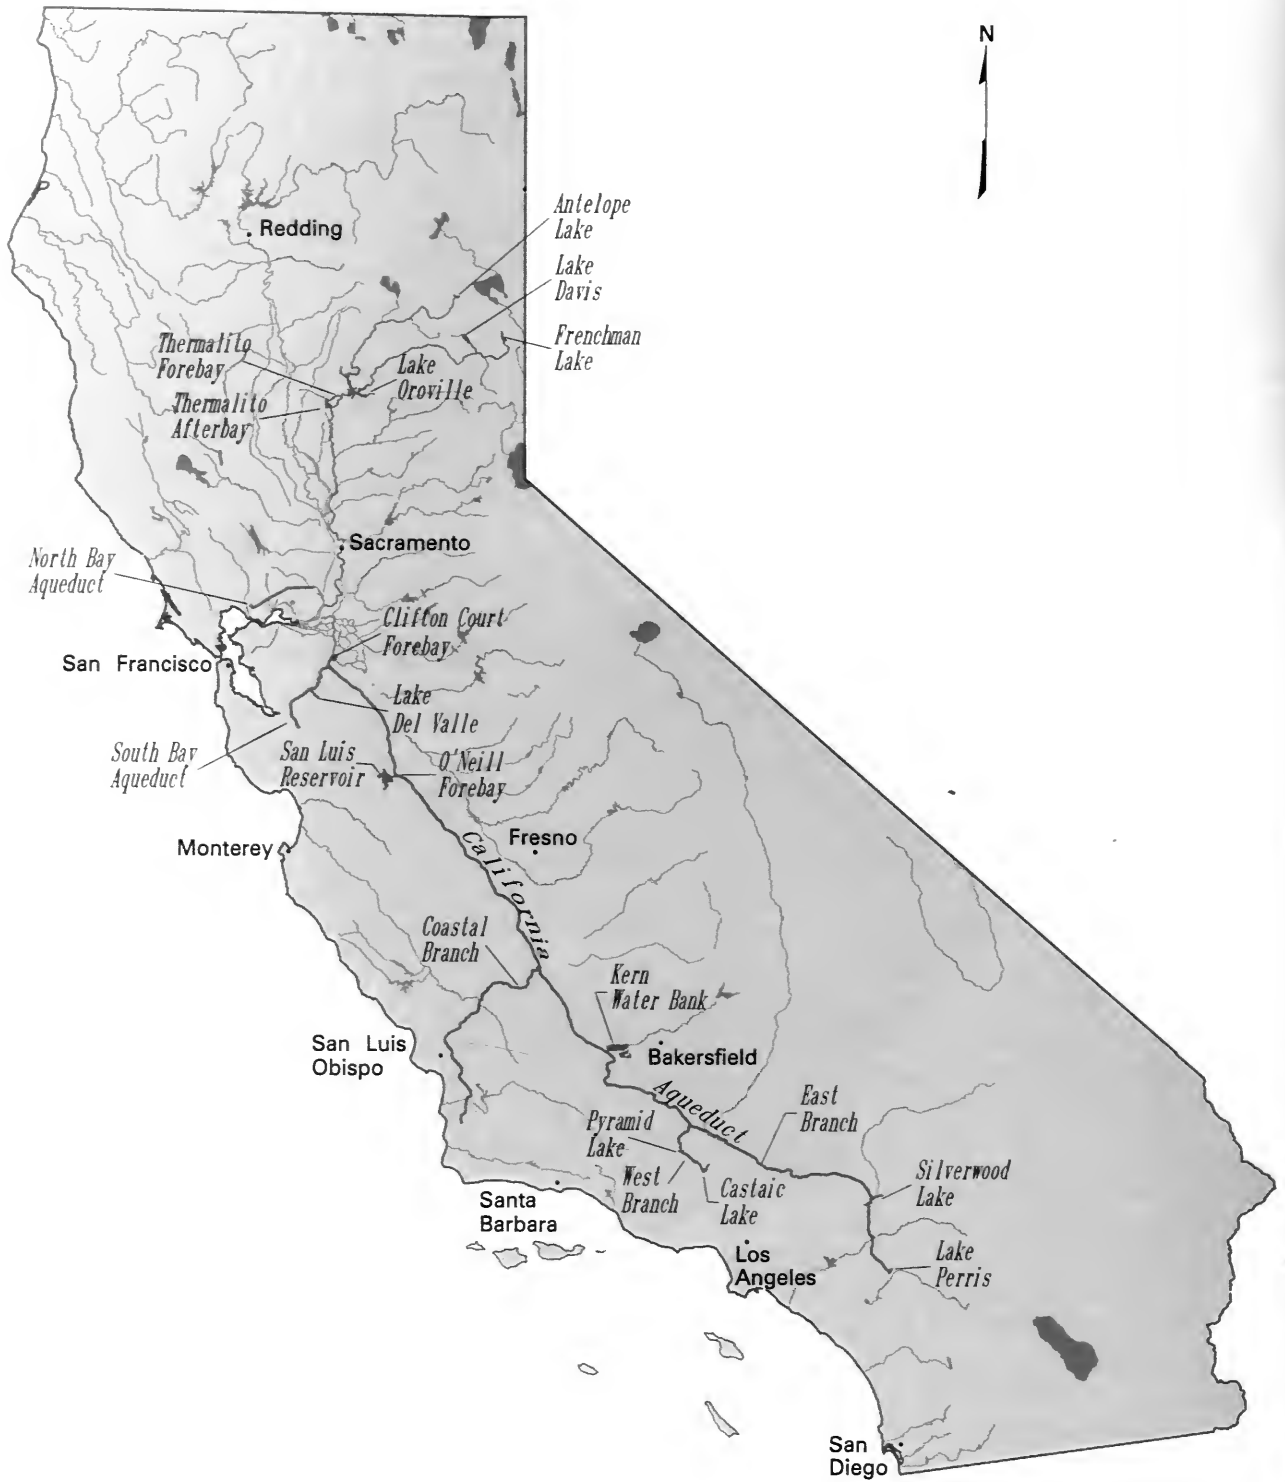 N
Redding
Antelope
Lake
Lake
Davis
Frenchman
Lake
Thermalito
Forebay
Lake
Oroville
Thermalito
Afterbay
Sacramento
North Bay
Aqueduct
Clifton Court
Forebay
San Francisco
Lake
Del Valle
South Bay
Aqueduct
San Luis
Reservoir
O'Neill
Forebay
Monterey
Fresno
California
Coastal
Branch
Kern
Water Bank
San Luis
Obispo
Bakersfield
Aqueduct
East
Branch
Pyramid
Lake
West
Branch
Castaic
Lake
Silverwood
Lake
Santa
Barbara
Los
Angeles
Lake
Perris
San
Diego